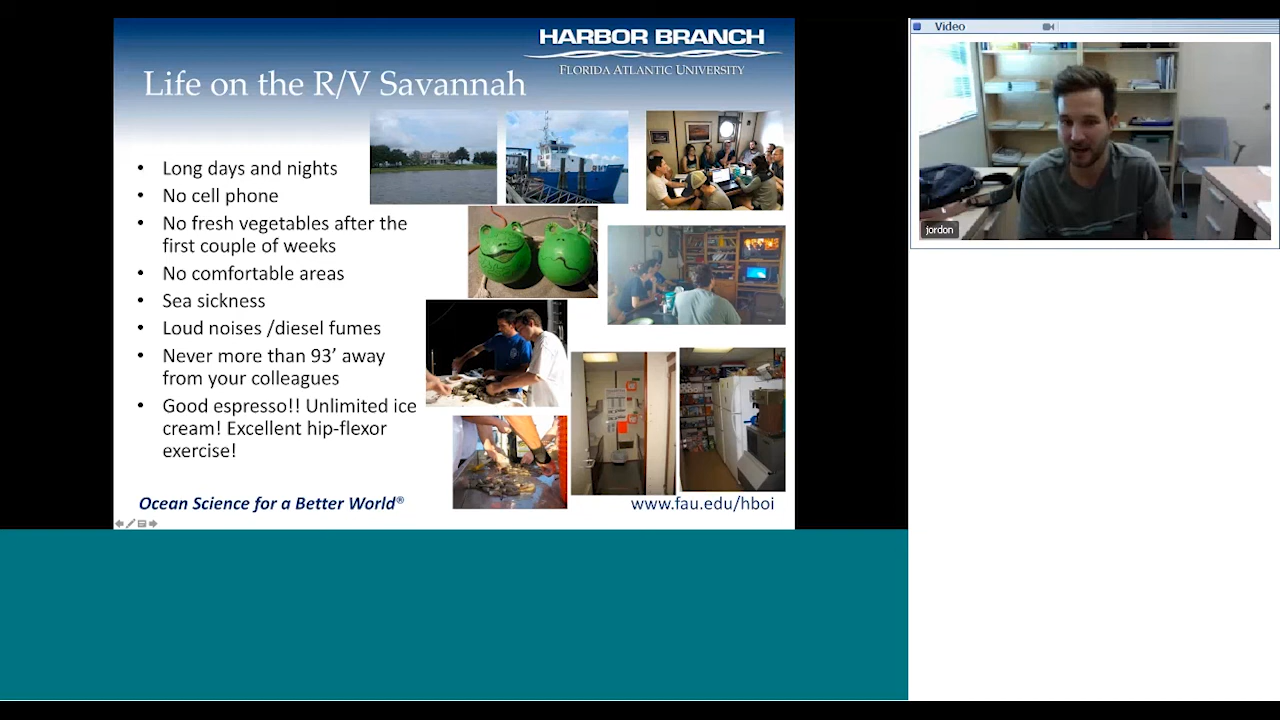 HARBOR BRANCH
FLORIDA ATLANTIC UNIVERSITY
Life on the R/V Savannah
• Long days and nights
• No cell phone
• No fresh vegetables after the
first couple of weeks
• No comfortable areas
• Sea sickness
• Loud noises /diesel fumes
• Never more than 93’ away
from your colleagues
• Good espresso!! Unlimited ice
cream! Excellent hip-flexor
exercise!
Ocean Science for a Better World®
www.fau.edu/hboi
Video
jordon